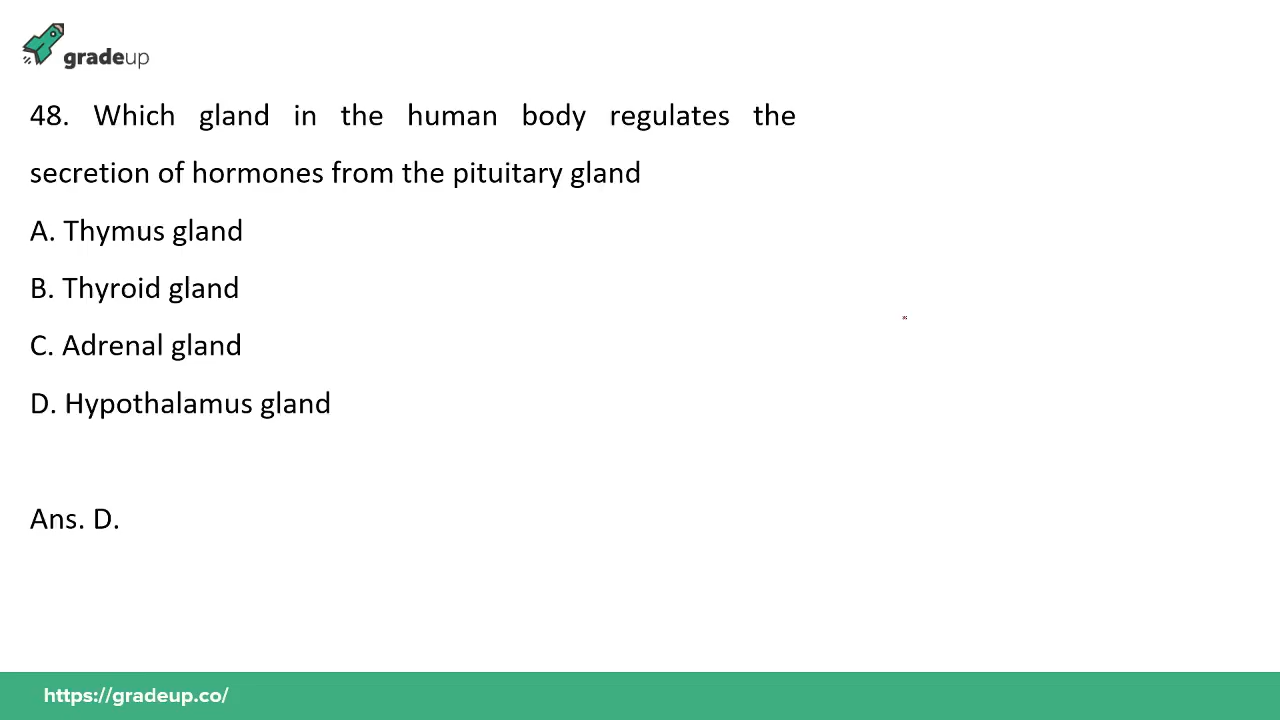 gradeup
48. Which gland in the human body regulates the
secretion of hormones from the pituitary gland
A. Thymus gland
B. Thyroid gland
C. Adrenal gland
D. Hypothalamus gland
Ans. D.
https://gradeup.co/